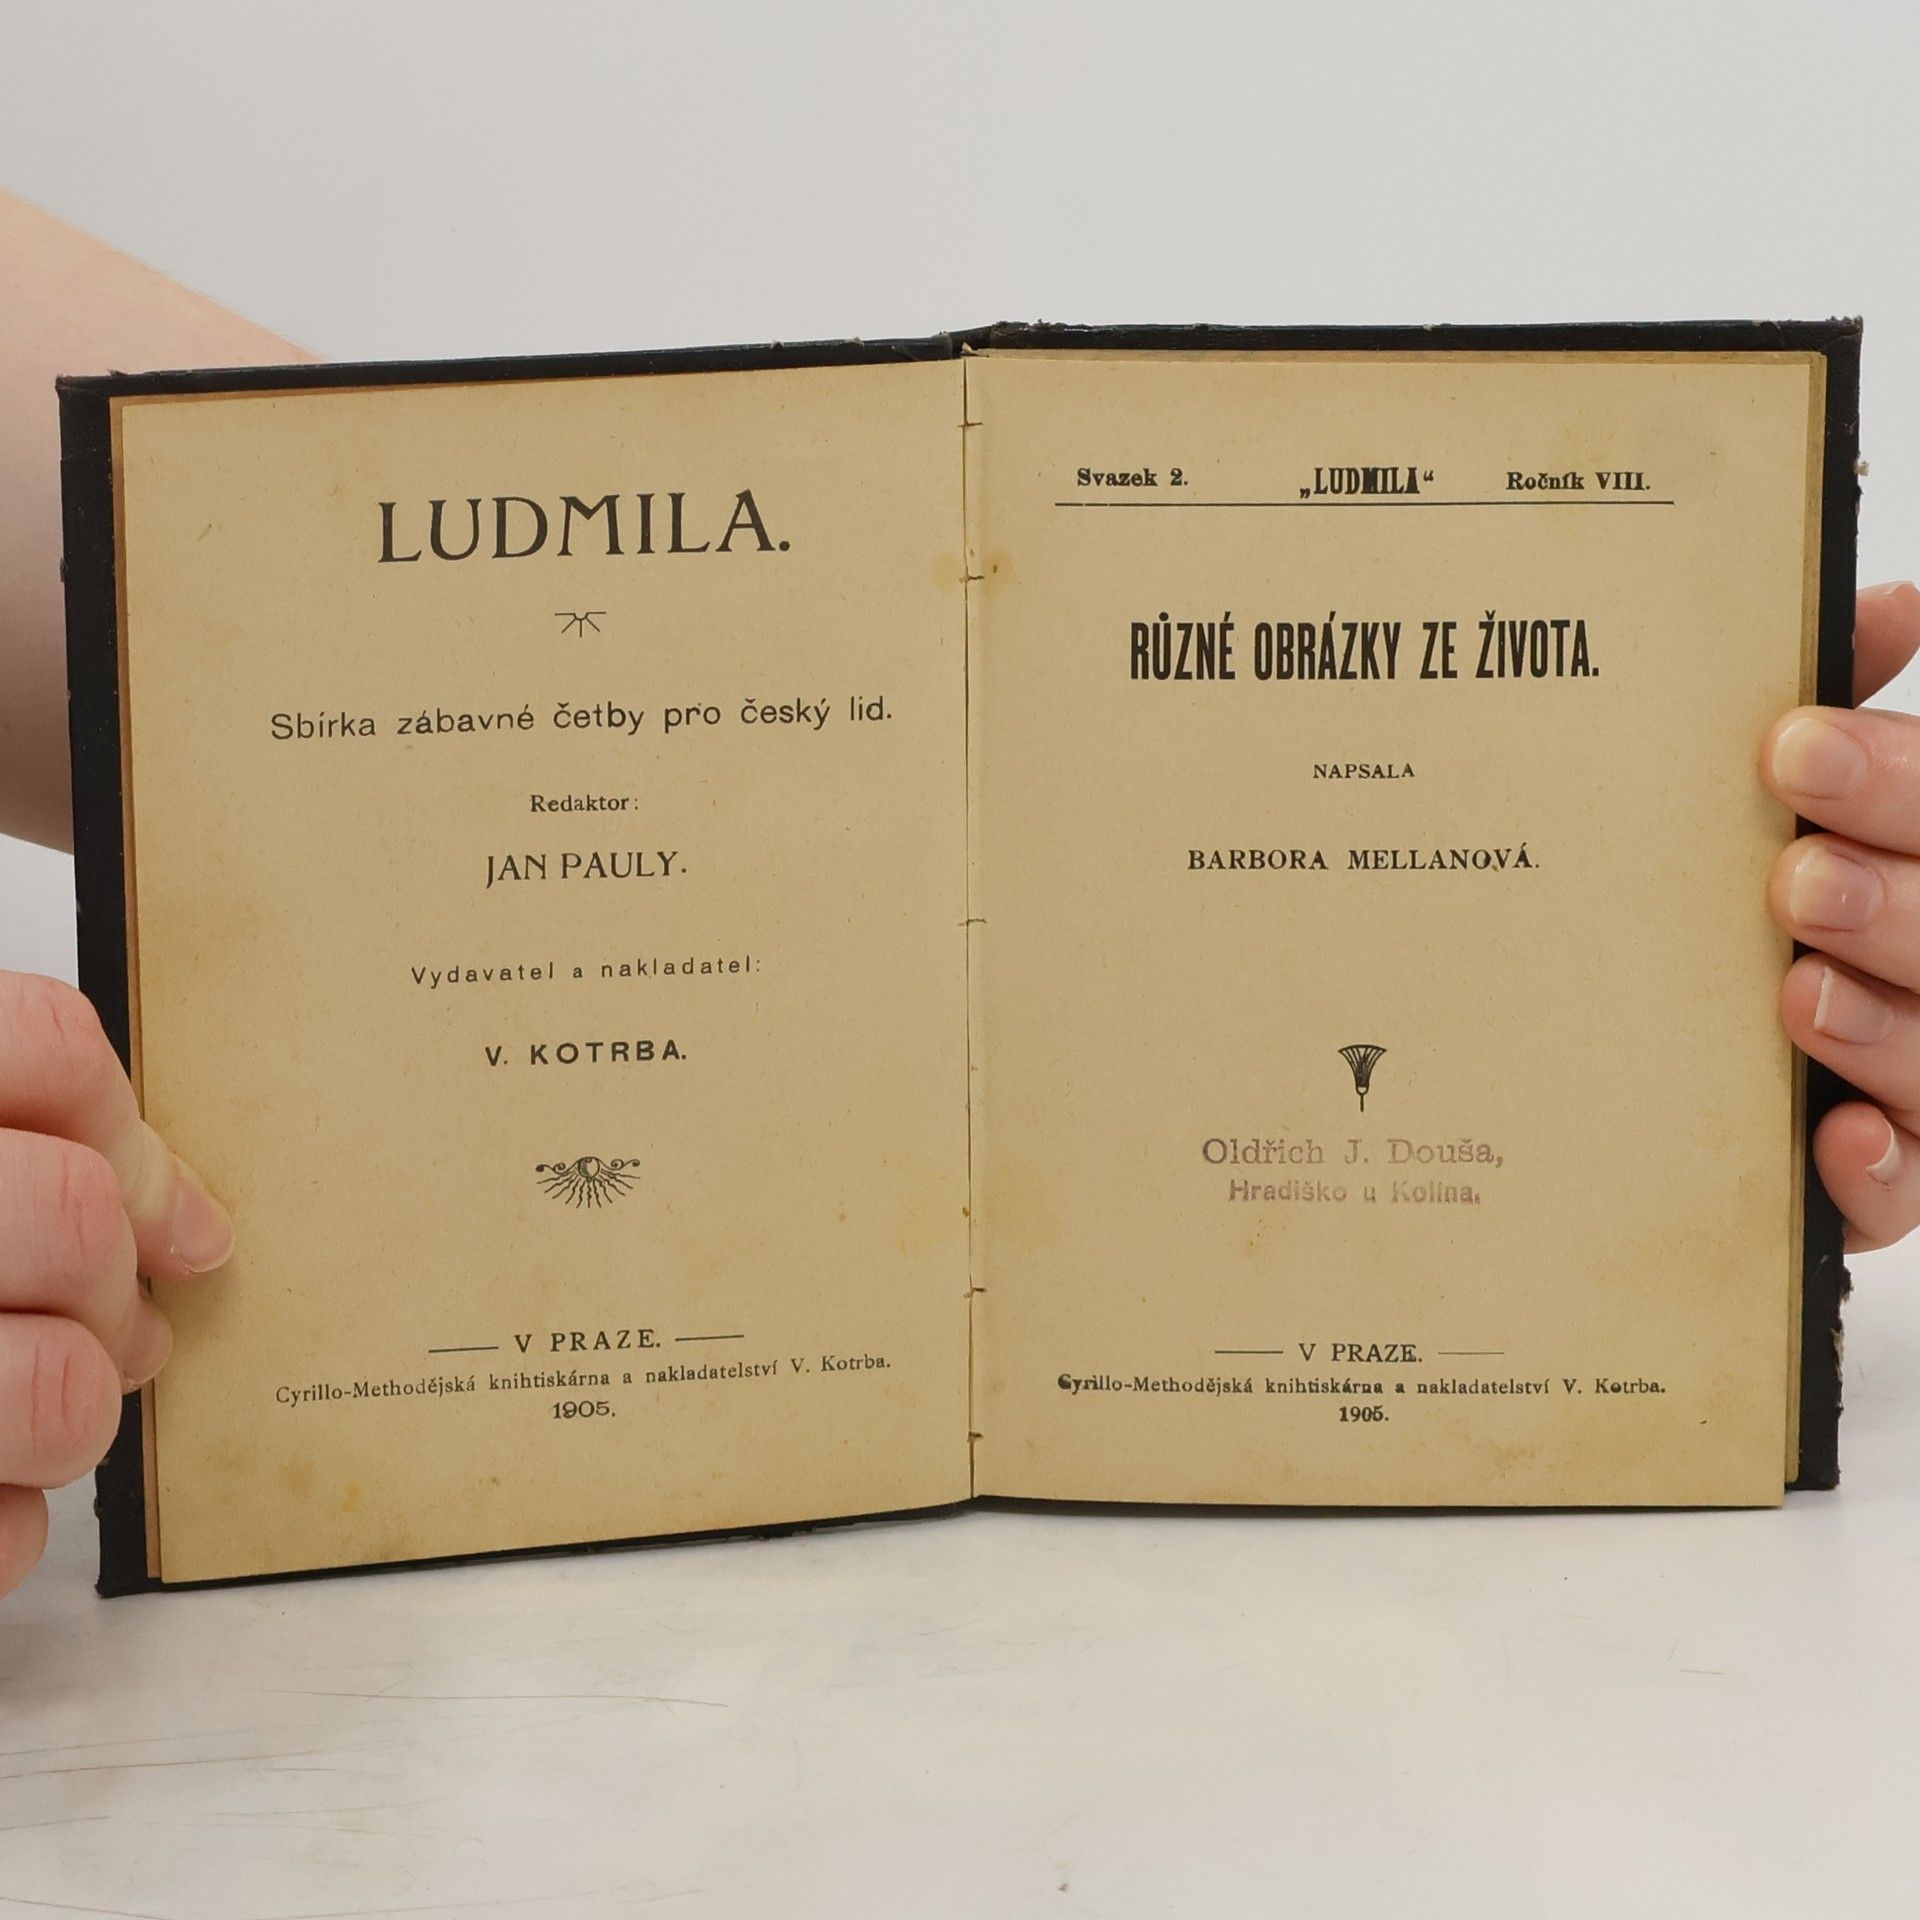 LUDMILA.
Sbírka zábavné četby pro český lid.
Redaktor:
JAN PAULY.
Vydavatel a nakladatel:
V. KOTRBA.
V PRAZE.
Cyrillo-Methodějská knihtiskárna a nakladatelství V. Kotrba.
1905.
Svazek 2. „LUDMILA“ Ročník VIII.
RŮZNÉ OBRÁZKY ZE ŽIVOTA.
NAPSALA
BARBORA MELLANOVÁ.
Oldřich J. Douša,
Hradiško u Kolína.
V PRAZE.
Cyrillo-Methodějská knihtiskárna a nakladatelství V. Kotrba.
1905.